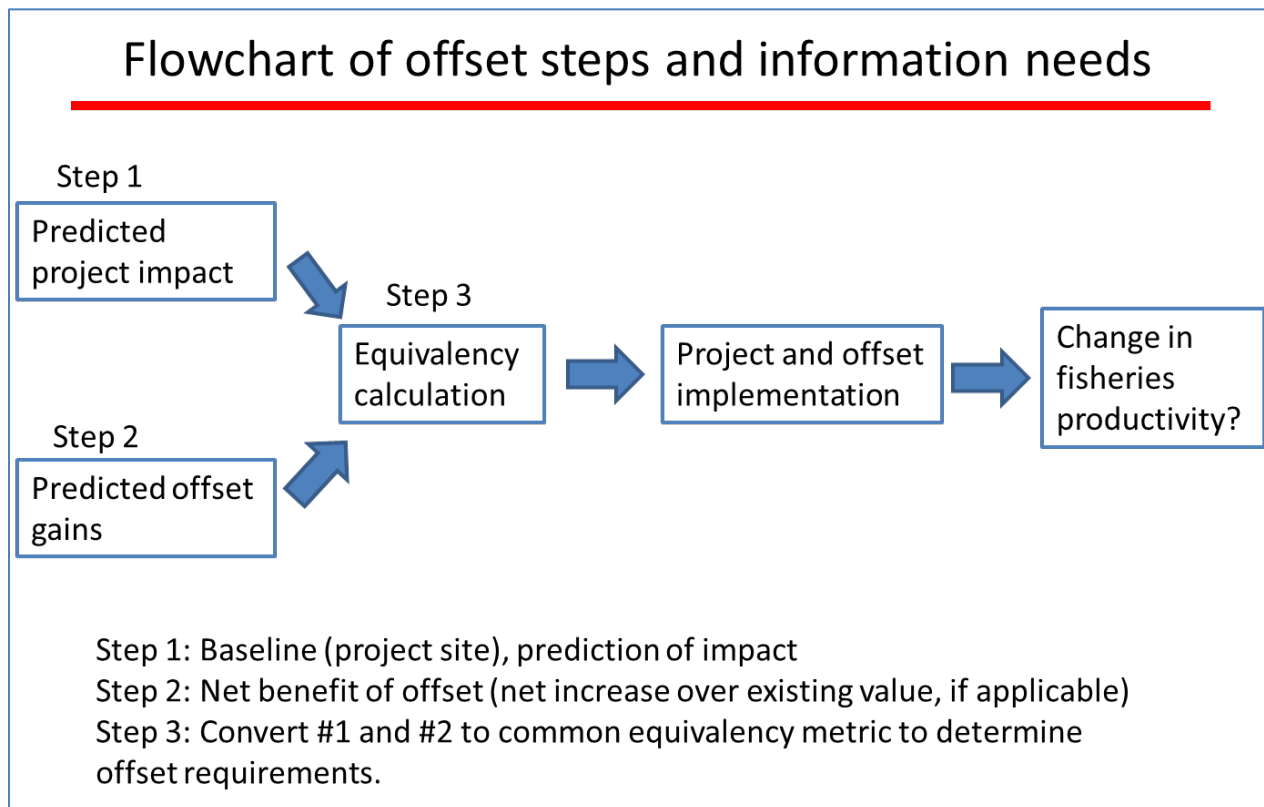 Flowchart of offset steps and information needs
Step 1
Predicted
project impact
Step 2
Predicted offset
gains
Step 3
Equivalency
calculation
Project and offset
implementation
Change in
fisheries
productivity?
Step 1: Baseline (project site), prediction of impact
Step 2: Net benefit of offset (net increase over existing value, if applicable)
Step 3: Convert #1 and #2 to common equivalency metric to determine
offset requirements.